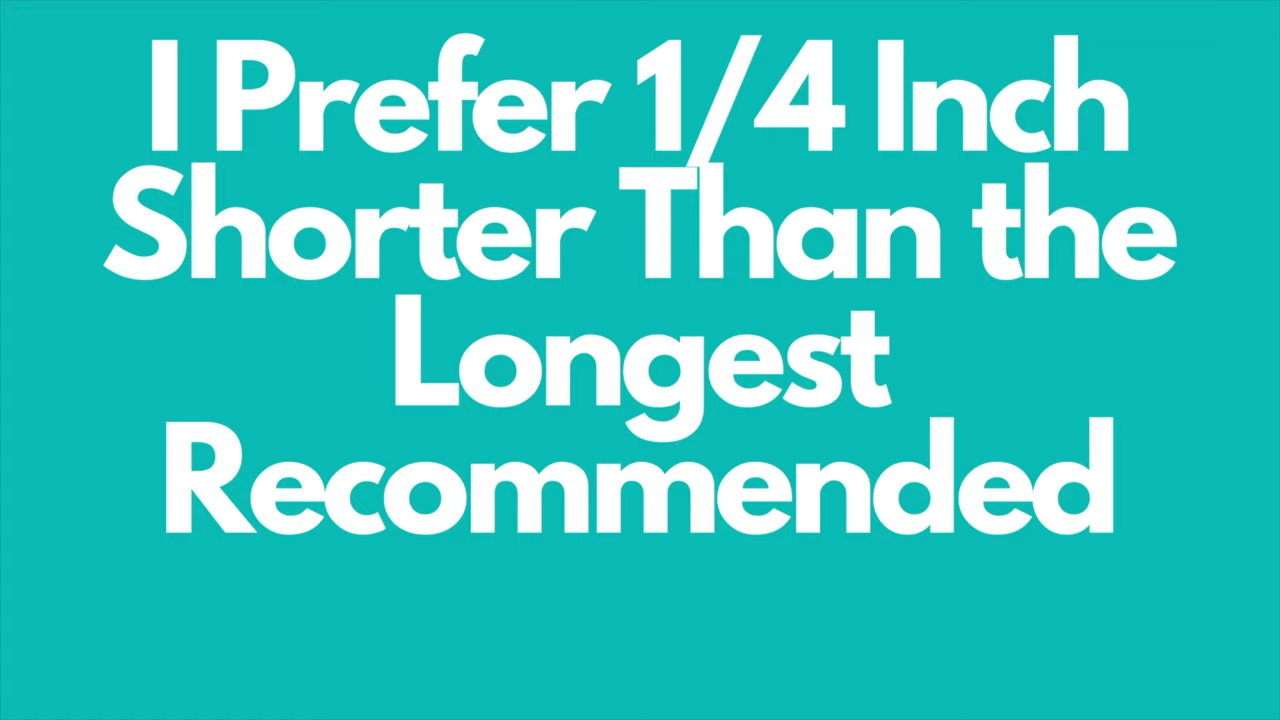 I Prefer 1/4 Inch
Shorter Than the
Longest
Recommended